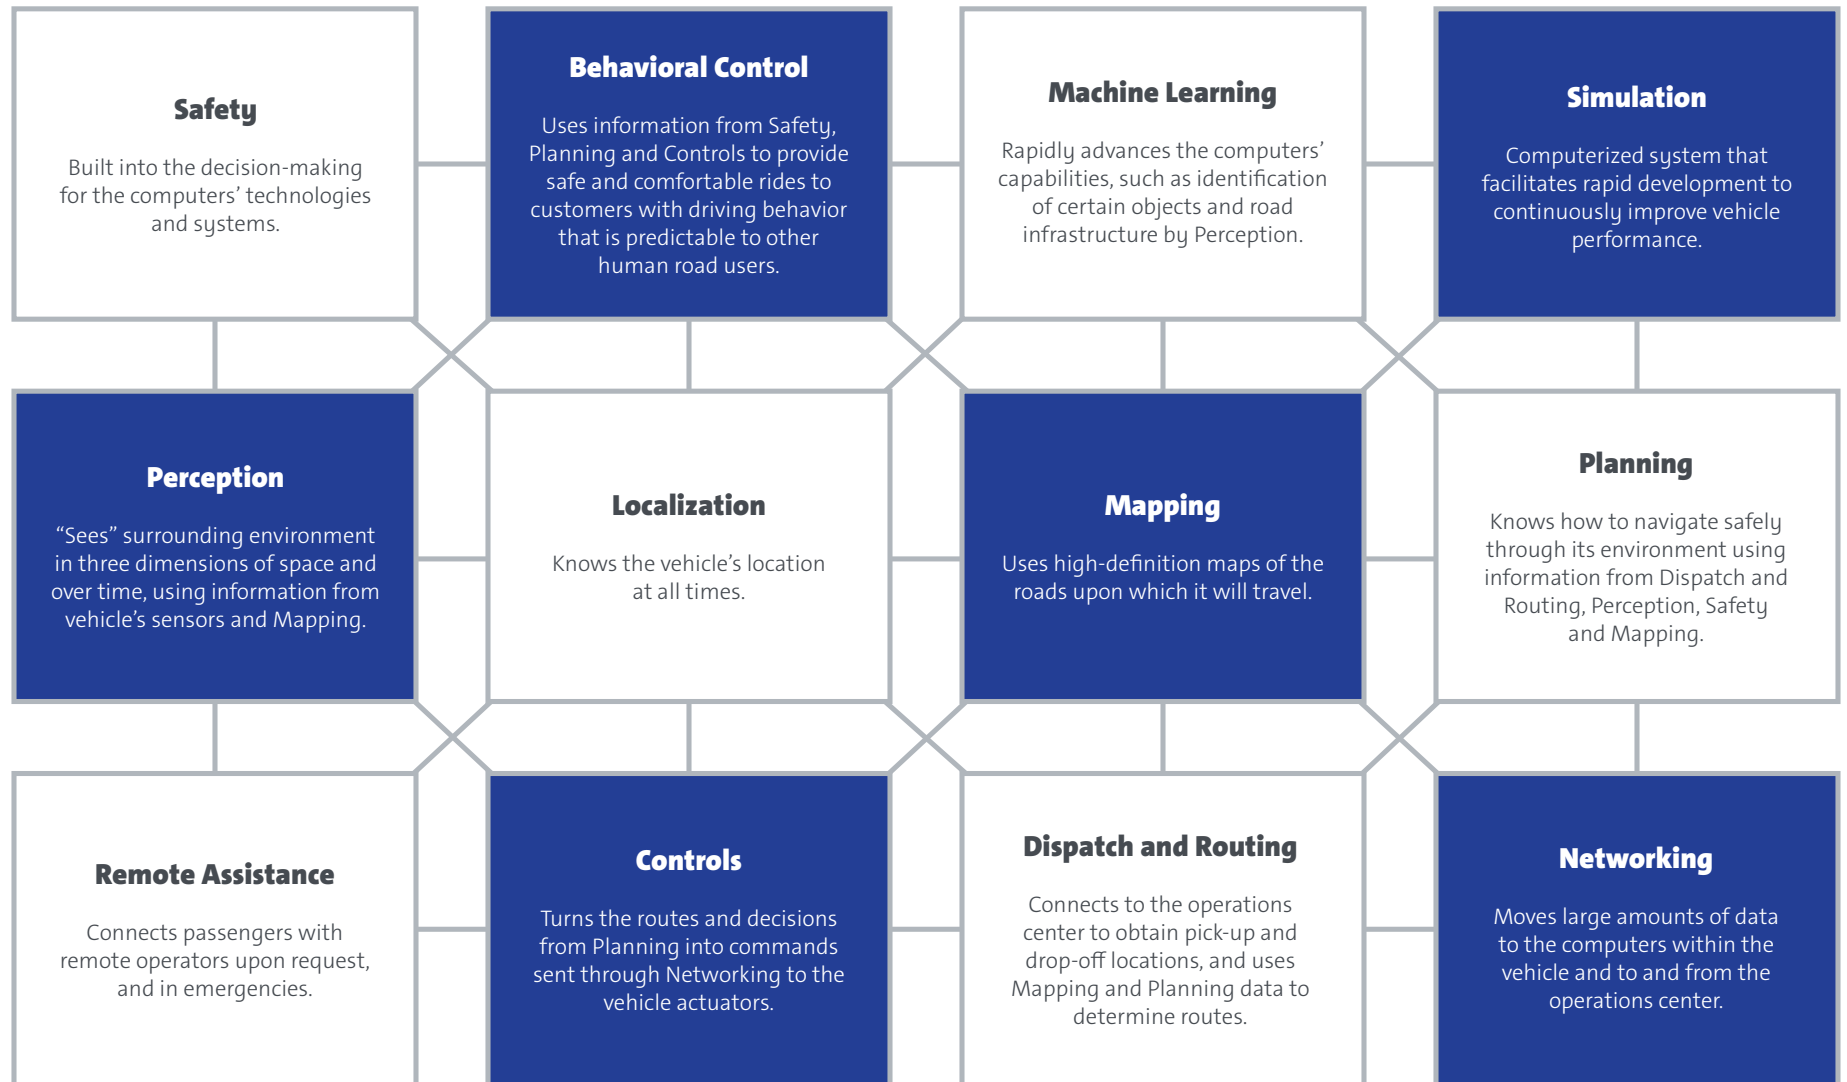 Safety
Built into the decision-making
for the computers’ technologies
and systems.
Behavioral Control
Uses information from Safety,
Planning and Controls to provide
safe and comfortable rides to
customers with driving behavior
that is predictable to other
human road users.
Machine Learning
Rapidly advances the computers’
capabilities, such as identification
of certain objects and road
infrastructure by Perception.
Simulation
Computerized system that
facilitates rapid development to
continuously improve vehicle
performance.
Perception
“Sees” surrounding environment
in three dimensions of space and
over time, using information from
vehicle’s sensors and Mapping.
Localization
Knows the vehicle’s location
at all times.
Mapping
Uses high-definition maps of the
roads upon which it will travel.
Planning
Knows how to navigate safely
through its environment using
information from Dispatch and
Routing, Perception, Safety
and Mapping.
Remote Assistance
Connects passengers with
remote operators upon request,
and in emergencies.
Controls
Turns the routes and decisions
from Planning into commands
sent through Networking to the
vehicle actuators.
Dispatch and Routing
Connects to the operations
center to obtain pick-up and
drop-off locations, and uses
Mapping and Planning data to
determine routes.
Networking
Moves large amounts of data
to the computers within the
vehicle and to and from the
operations center.